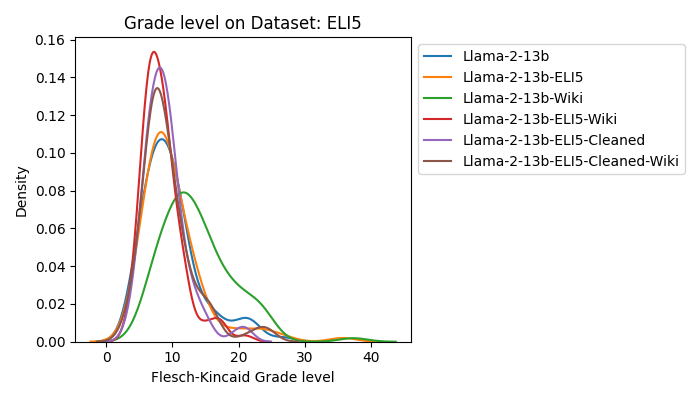 Grade level on Dataset: ELI5
0.16
0.14
0.12
0.10
0.08
0.06
0.04
0.02
0.00
Density
0
10
20
30
40
Flesch-Kincaid Grade level
Llama-2-13b
Llama-2-13b-ELI5
Llama-2-13b-Wiki
Llama-2-13b-ELI5-Wiki
Llama-2-13b-ELI5-Cleaned
Llama-2-13b-ELI5-Cleaned-Wiki